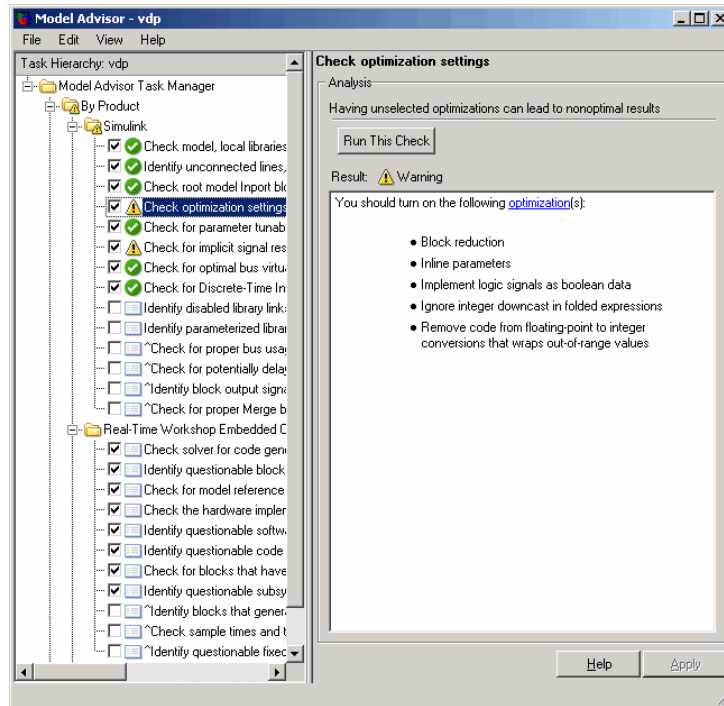 Model Advisor - vdp
File Edit View Help
Task Hierarchy: vdp
Model Advisor Task Manager
By Product
Simulink
Check model, local libraries
Identify unconnected lines,
Check root model Inport blo
Check optimization settings
Check for parameter tunab
Check for implicit signal res
Check for optimal bus virtu
Check for Discrete-Time In
Identify disabled library link
Identify parameterized librar
^Check for proper bus usag
^Check for potentially delay
^Identify block output signa
^Check for proper Merge b
Real-Time Workshop Embedded C
Check solver for code gene
Identify questionable block
Check for model reference
Check the hardware implem
Identify questionable softw
Identify questionable code
Check for blocks that have
Identify questionable subsy
^Identify blocks that gener
^Check sample times and t
^Identify questionable fixed
Check optimization settings
Analysis
Having unselected optimizations can lead to nonoptimal results
Run This Check
Result: Warning
You should turn on the following optimization(s):
• Block reduction
• Inline parameters
• Implement logic signals as boolean data
• Ignore integer downcast in folded expressions
• Remove code from floating-point to integer
conversions that wraps out-of-range values
Help Apply